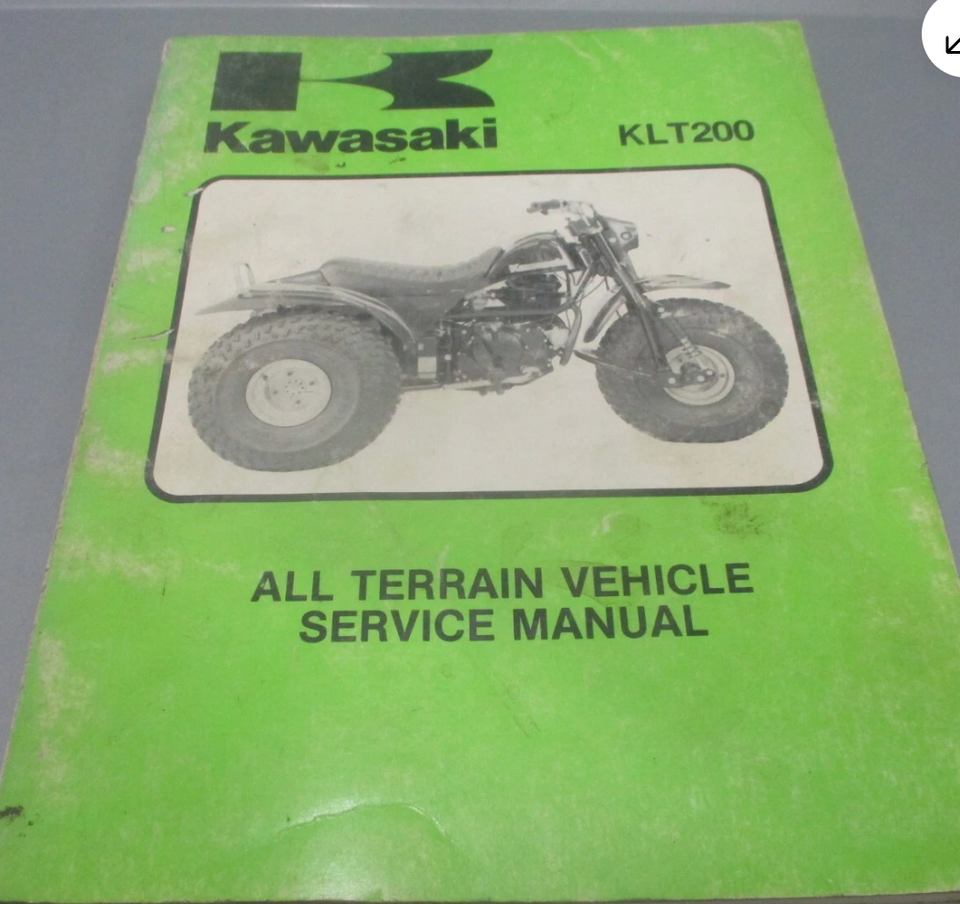 Kawasaki
KLT200
ALL TERRAIN VEHICLE
SERVICE MANUAL